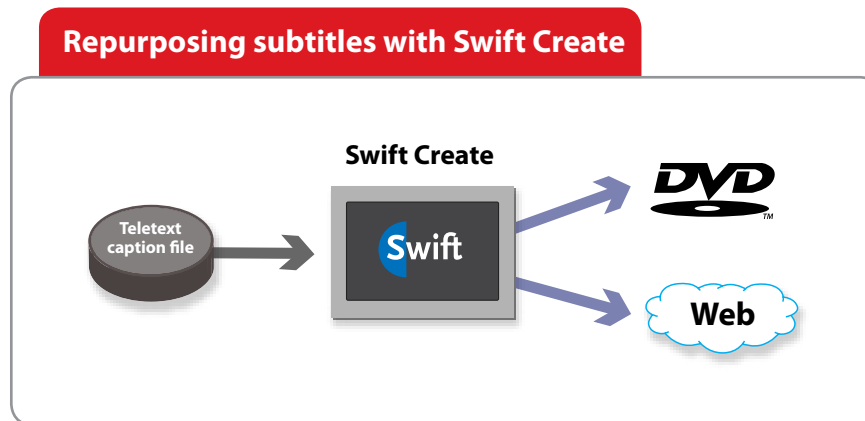 Repurposing subtitles with Swift Create
Swift Create
Teletext
caption file
Swift
DVD
TM
Web